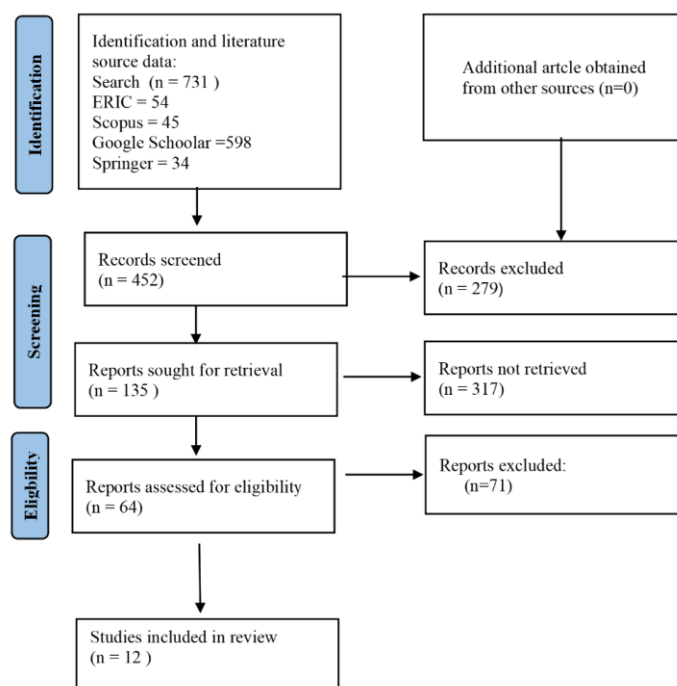 Identification
Identification and literature
source data:
Search (n = 731 )
ERIC = 54
Scopus = 45
Google Schoolar =598
Springer = 34
Additional artcle obtained
from other sources (n=0)
Screening
Records screened
(n = 452)
Records excluded
(n = 279)
Reports sought for retrieval
(n = 135 )
Reports not retrieved
(n = 317)
Eligbility
Reports assessed for eligibility
(n = 64)
Reports excluded:
(n=71)
Studies included in review
(n = 12 )